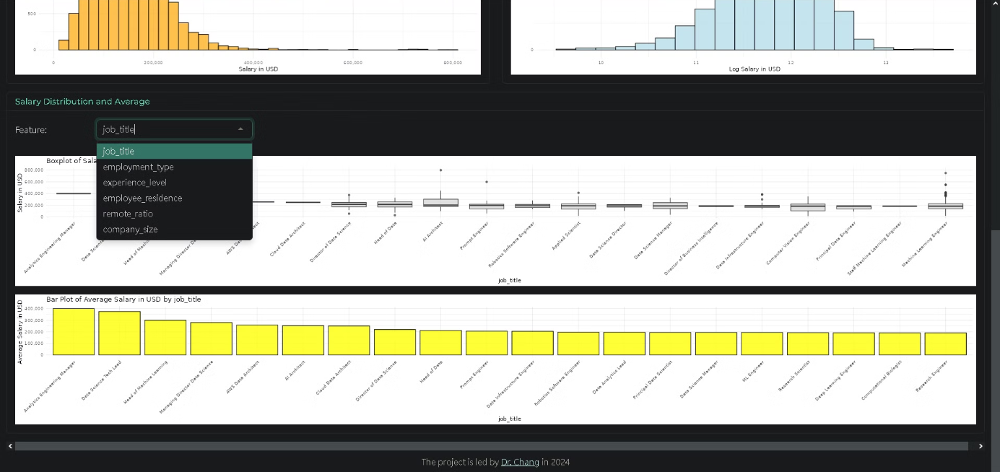 500
0
0
200,000
400,000
600,000
800,000
Salary in USD
0
10
11
12
13
Log Salary in USD
Salary Distribution and Average
Feature:
job_title
job_title
employment_type
experience_level
employee_residence
remote_ratio
company_size
Boxplot of Sala
Salary in USD
800,000
600,000
400,000
200,000
0
Analytics Engineering Manager
Data Scienc
Head of Machin
Managing Director Da
AWS Data Architect
Cloud Data Architect
Director of Data Science
Head of Data
AI Architect
Prompt Engineer
Robotics Software Engineer
Applied Scientist
Data Science Director
Data Science Manager
Director of Business Intelligence
Data Infrastructure Engineer
Computer Vision Engineer
Principal Data Engineer
Staff Machine Learning Engineer
Machine Learning Engineer
job_title
Bar Plot of Average Salary in USD by job_title
Average Salary in USD
400,000
300,000
200,000
100,000
0
Analytics Engineering Manager
Data Science Tech Lead
Head of Machine Learning
Managing Director Data Science
AWS Data Architect
AI Architect
Cloud Data Architect
Director of Data Science
Head of Data
Prompt Engineer
Data Infrastructure Engineer
Robotics Software Engineer
Data Analytics Lead
Principal Data Scientist
Data Science Manager
ML Engineer
Research Scientist
Deep Learning Engineer
Computational Biologist
Research Engineer
job_title
The project is led by Dr. Chang in 2024